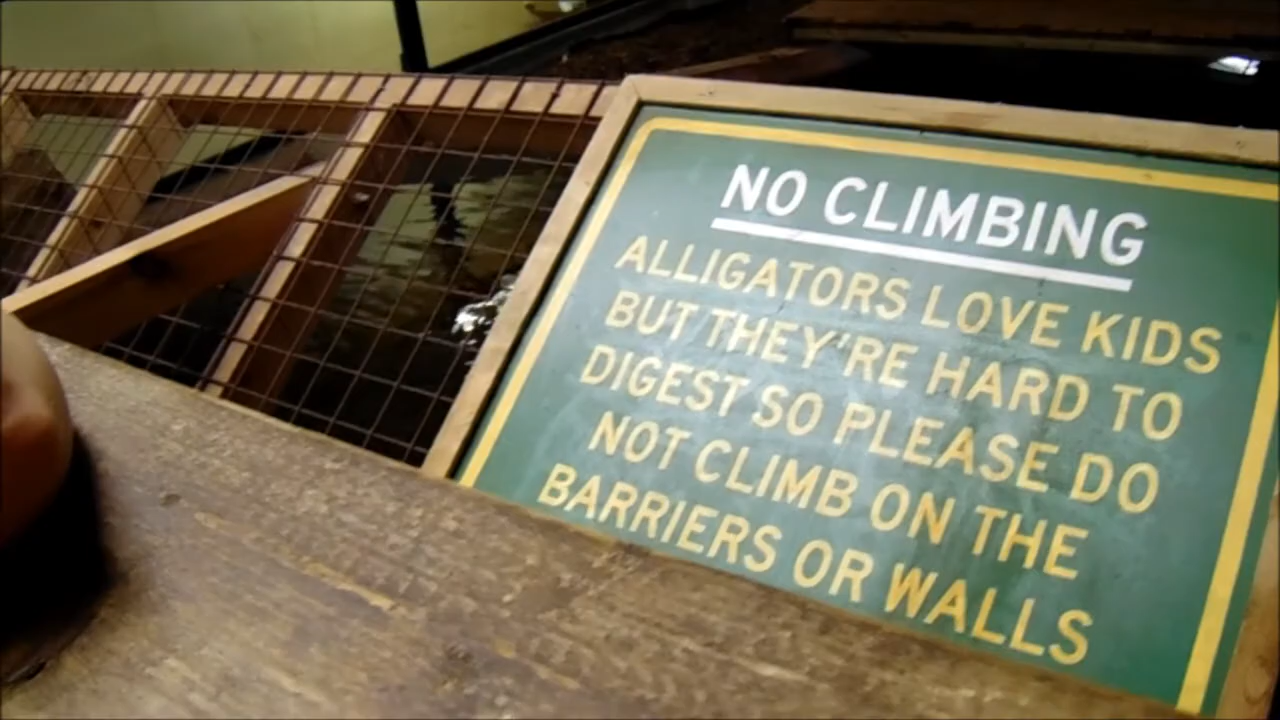 NO CLIMBING
ALLIGATORS LOVE KIDS
BUT THEY'RE HARD TO
DIGEST SO PLEASE DO
NOT CLIMB ON THE
BARRIERS OR WALLS